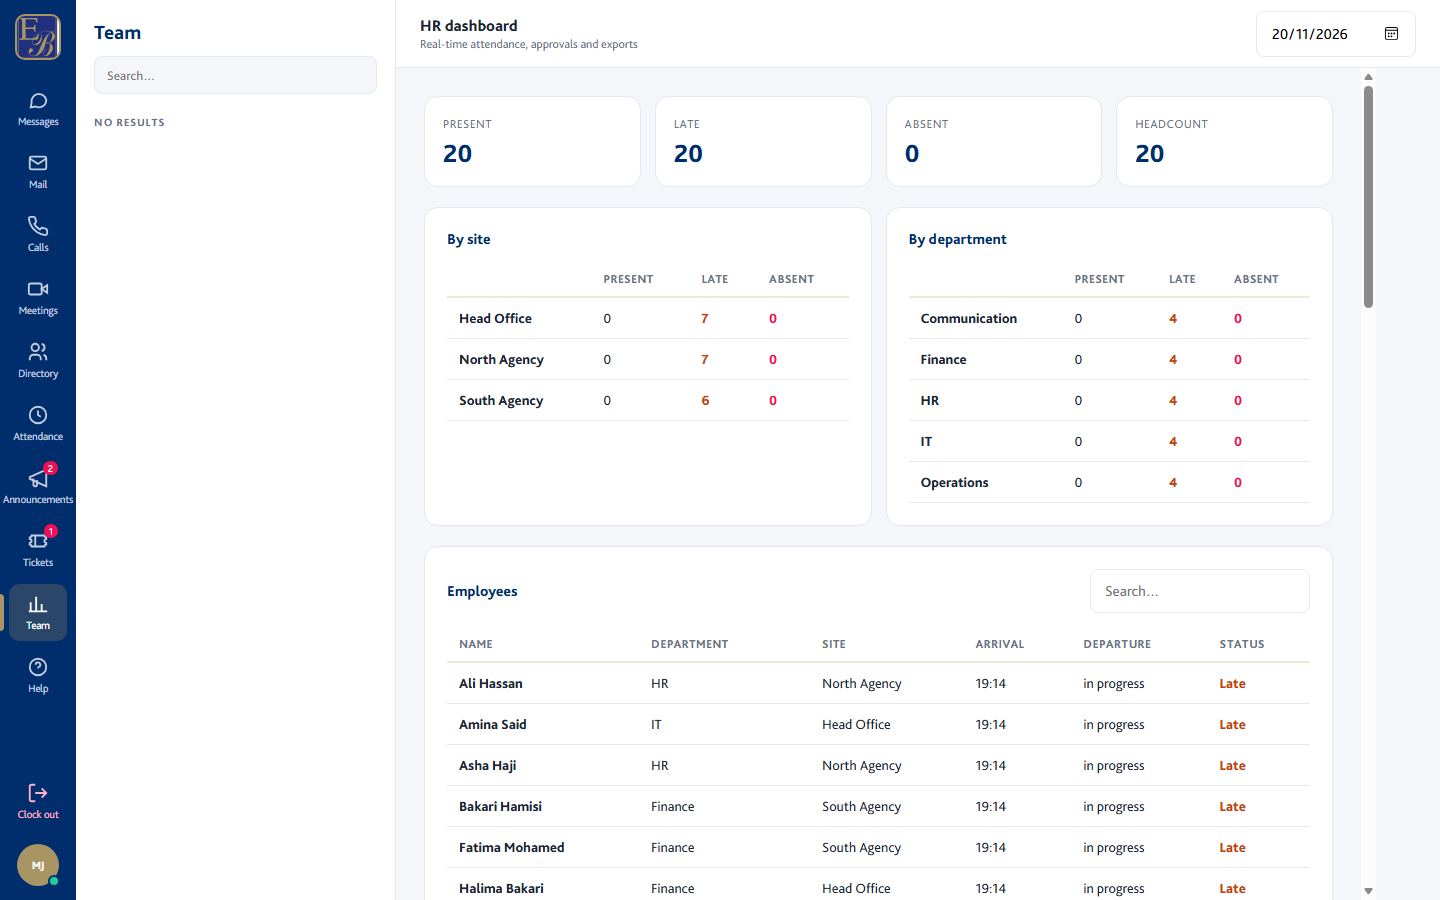 EB
Messages
Mail
Calls
Meetings
Directory
Attendance
2
Announcements
1
Tickets
Team
Help
Clock out
MJ
Team
Search...
NO RESULTS
HR dashboard
Real-time attendance, approvals and exports
20/11/2026
PRESENT
20
LATE
20
ABSENT
0
HEADCOUNT
20
By site
PRESENT LATE ABSENT
Head Office 0 7 0
North Agency 0 7 0
South Agency 0 6 0
By department
PRESENT LATE ABSENT
Communication 0 4 0
Finance 0 4 0
HR 0 4 0
IT 0 4 0
Operations 0 4 0
Employees
Search...
NAME DEPARTMENT SITE ARRIVAL DEPARTURE STATUS
Ali Hassan HR North Agency 19:14 in progress Late
Amina Said IT Head Office 19:14 in progress Late
Asha Haji HR North Agency 19:14 in progress Late
Bakari Hamisi Finance South Agency 19:14 in progress Late
Fatima Mohamed Finance South Agency 19:14 in progress Late
Halima Bakari Finance Head Office 19:14 in progress Late